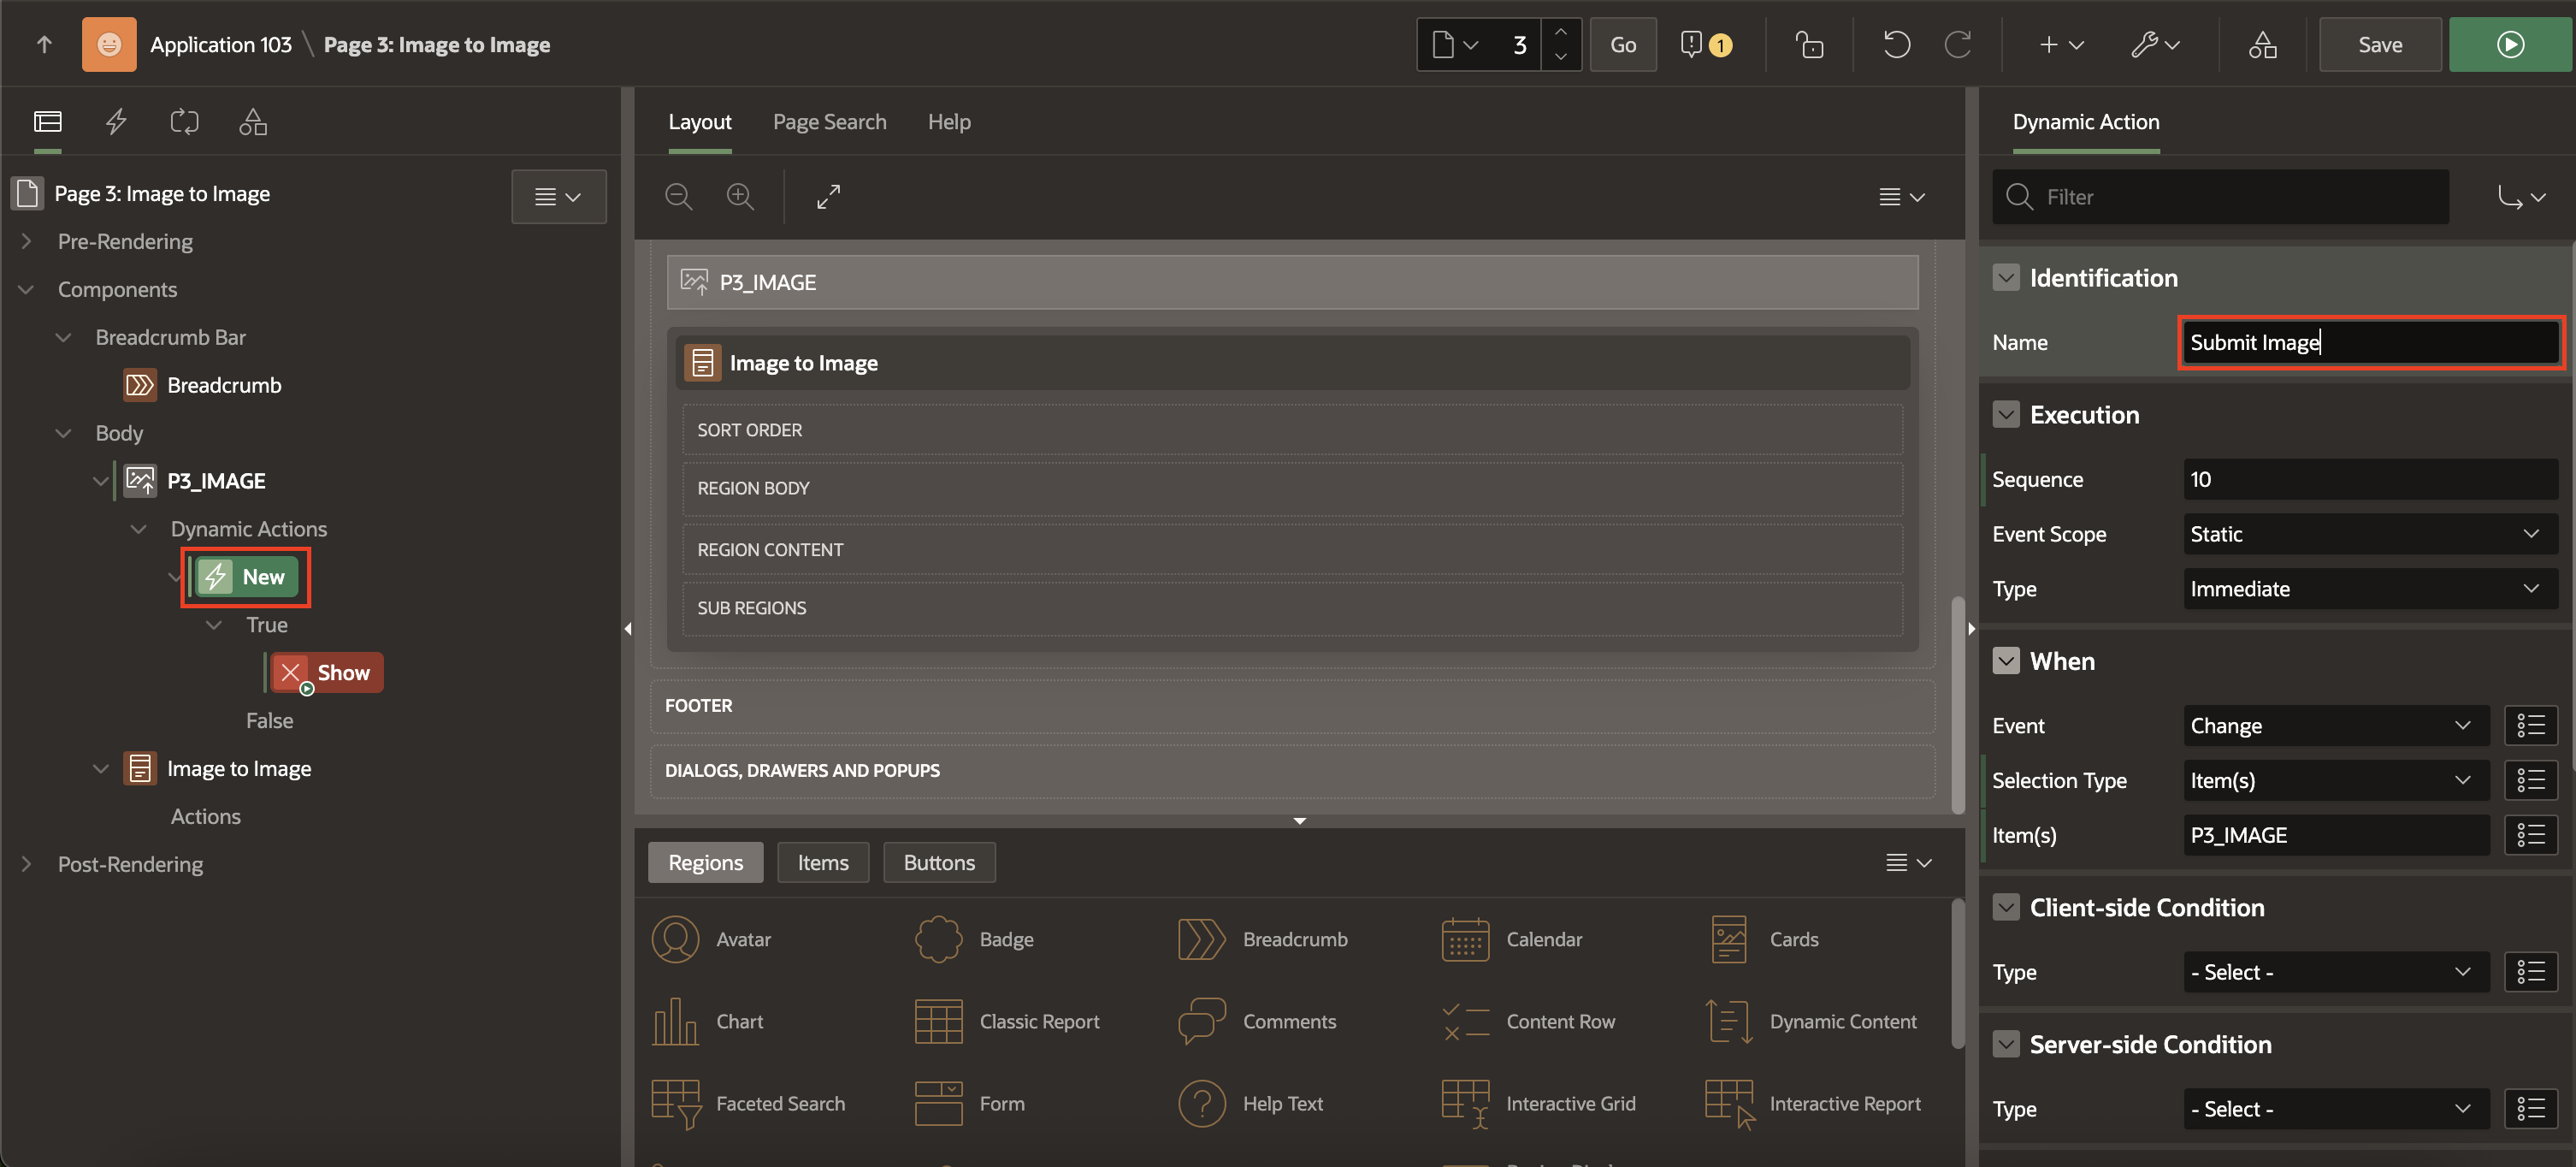 Application 103 \ Page 3: Image to Image
3
Go
1
Save
Page 3: Image to Image
Pre-Rendering
Components
Breadcrumb Bar
Breadcrumb
Body
P3_IMAGE
Dynamic Actions
New
True
Show
False
Image to Image
Actions
Post-Rendering
Layout Page Search Help
P3_IMAGE
Image to Image
SORT ORDER
REGION BODY
REGION CONTENT
SUB REGIONS
FOOTER
DIALOGS, DRAWERS AND POPUPS
Regions Items Buttons
Avatar Badge Breadcrumb Calendar Cards
Chart Classic Report Comments Content Row Dynamic Content
Faceted Search Form Help Text Interactive Grid Interactive Report
Dynamic Action
Filter
Identification
Name Submit Image
Execution
Sequence 10
Event Scope Static
Type Immediate
When
Event Change
Selection Type Item(s)
Item(s) P3_IMAGE
Client-side Condition
Type - Select -
Server-side Condition
Type - Select -